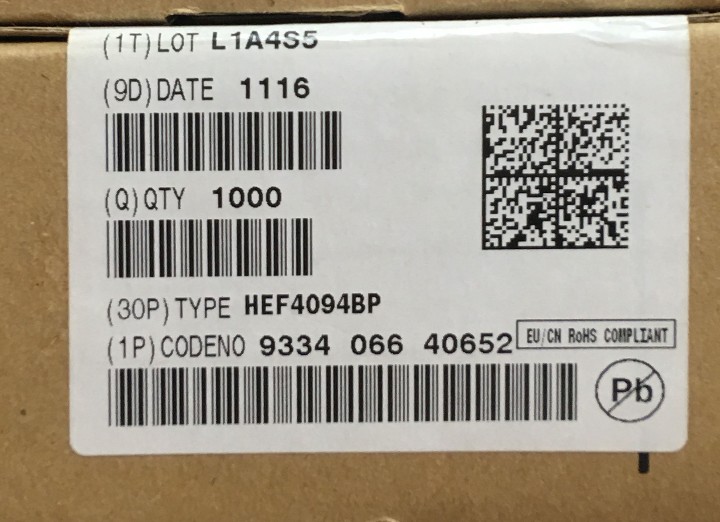 (1T) LOT L1A4S5
(9D) DATE 1116
(Q) QTY 1000
(30P) TYPE HEF4094BP
(1P) CODENO 9334 066 40652
EU/CN RoHS COMPLIANT
Pb